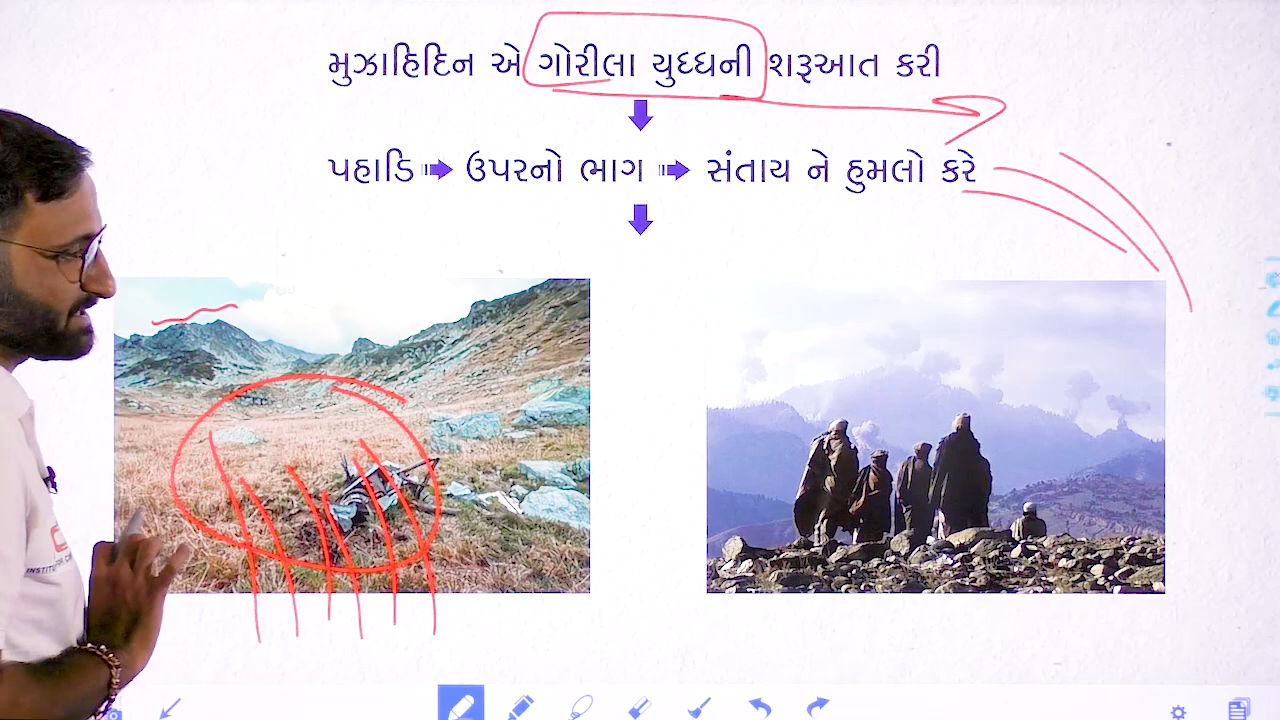 મુઝાહિદિન એ ગોરીલા યુધ્ધની શરૂઆત કરી
પહાડિ ઉપરનો ભાગ સંતાય ને હુમલો કરે